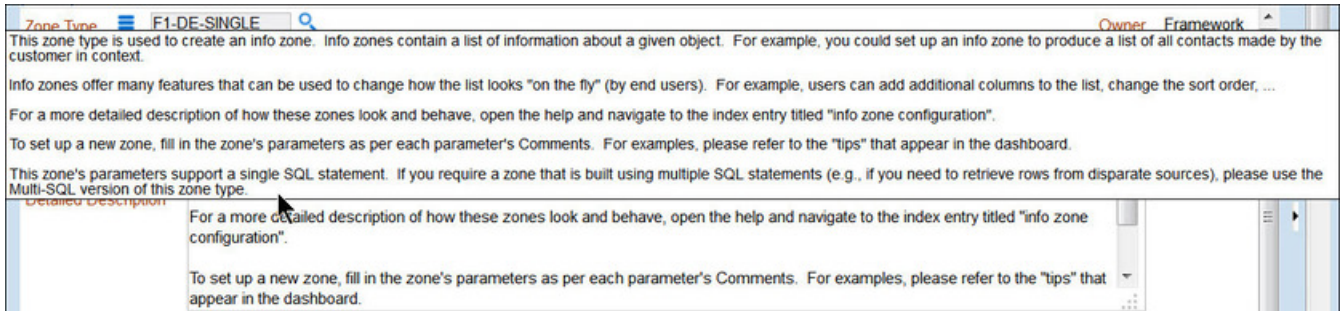 Zone Type F1-DE-SINGLE Owner Framework
This zone type is used to create an info zone. Info zones contain a list of information about a given object. For example, you could set up an info zone to produce a list of all contacts made by the
customer in context.
Info zones offer many features that can be used to change how the list looks "on the fly" (by end users). For example, users can add additional columns to the list, change the sort order, ...
For a more detailed description of how these zones look and behave, open the help and navigate to the index entry titled "info zone configuration".
To set up a new zone, fill in the zone's parameters as per each parameter's Comments. For examples, please refer to the "tips" that appear in the dashboard.
This zone's parameters support a single SQL statement. If you require a zone that is built using multiple SQL statements (e.g., if you need to retrieve rows from disparate sources), please use the
Multi-SQL version of this zone type.
Detailed Description
For a more detailed description of how these zones look and behave, open the help and navigate to the index entry titled "info zone
configuration".
To set up a new zone, fill in the zone's parameters as per each parameter's Comments. For examples, please refer to the "tips" that
appear in the dashboard.